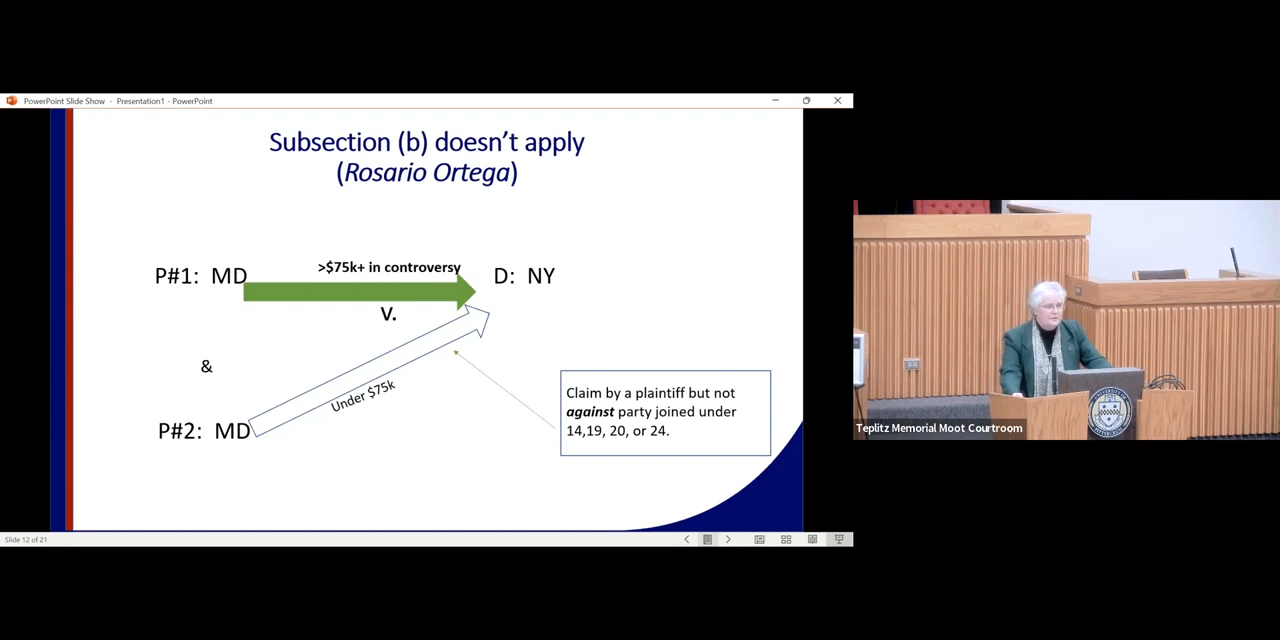 PowerPoint Slide Show - Presentation1 - PowerPoint
Subsection (b) doesn't apply
(Rosario Ortega)
P#1: MD
>$75k+ in controversy
D: NY
V.
&
Under $75k
P#2: MD
Claim by a plaintiff but not
against party joined under
14,19, 20, or 24.
Slide 12 of 21
Teplitz Memorial Moot Courtroom